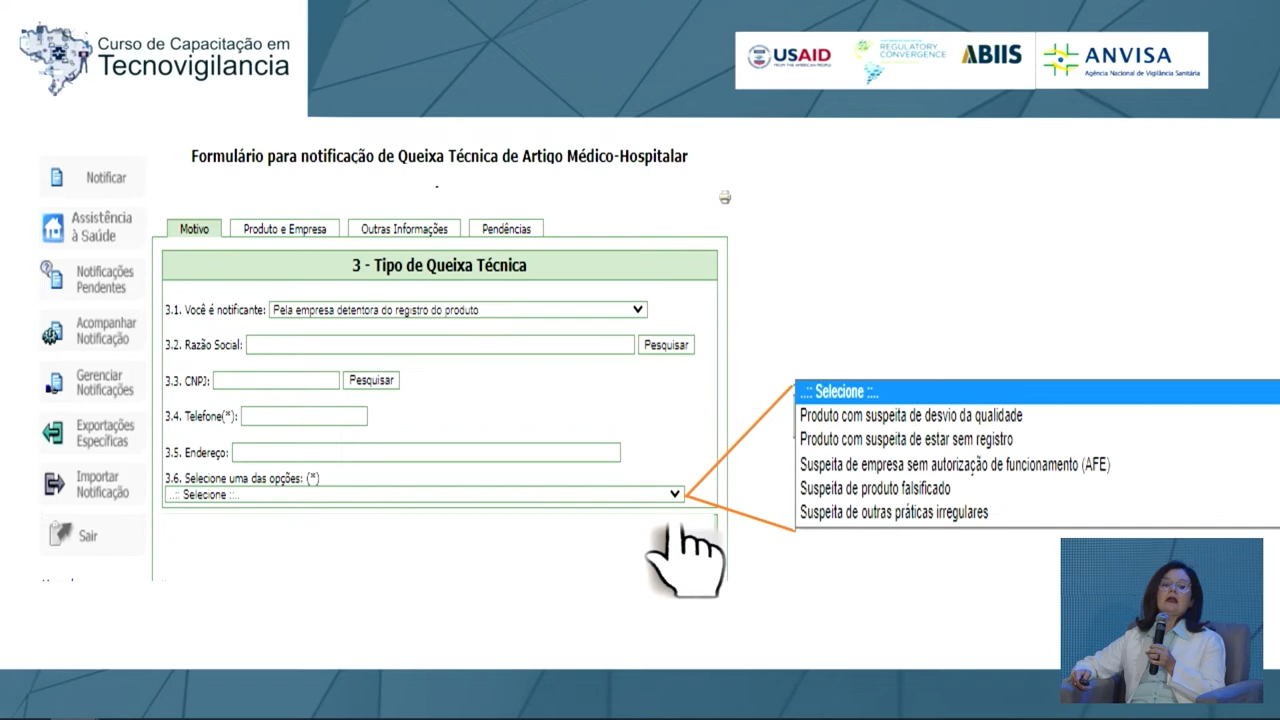 Curso de Capacitação em
Tecnovigilancia
USAID
FROM THE AMERICAN PEOPLE
REGULATORY
CONVERGENCE
ABIIS
ANVISA
Agência Nacional de Vigilância Sanitária
Formulário para notificação de Queixa Técnica de Artigo Médico-Hospitalar
Notificar
Assistência
à Saúde
Notificações
Pendentes
Acompanhar
Notificação
Gerenciar
Notificações
Exportações
Específicas
Importar
Notificação
Sair
Motivo
Produto e Empresa
Outras Informações
Pendências
3 - Tipo de Queixa Técnica
3.1. Você é notificante: Pela empresa detentora do registro do produto
3.2. Razão Social: Pesquisar
3.3. CNPJ: Pesquisar
3.4. Telefone(*):
3.5. Endereço:
3.6. Selecione uma das opções: (*)
..:: Selecione ::..
..:: Selecione ::..
Produto com suspeita de desvio da qualidade
Produto com suspeita de estar sem registro
Suspeita de empresa sem autorização de funcionamento (AFE)
Suspeita de produto falsificado
Suspeita de outras práticas irregulares